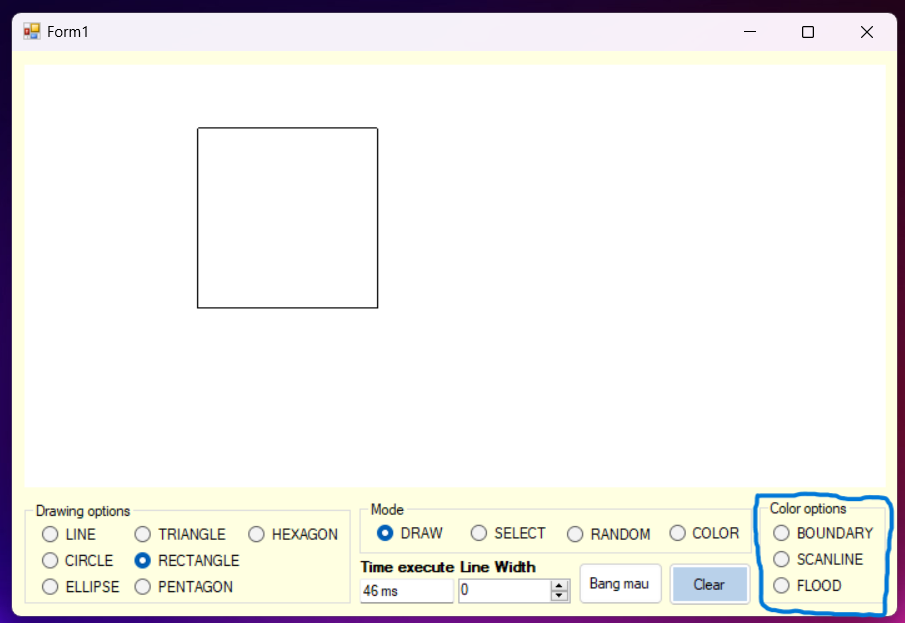 Form1
Drawing options
LINE TRIANGLE HEXAGON
CIRCLE RECTANGLE
ELLIPSE PENTAGON
Mode
DRAW SELECT RANDOM COLOR
Time execute Line Width
46 ms 0
Bang mau Clear
Color options
BOUNDARY
SCANLINE
FLOOD